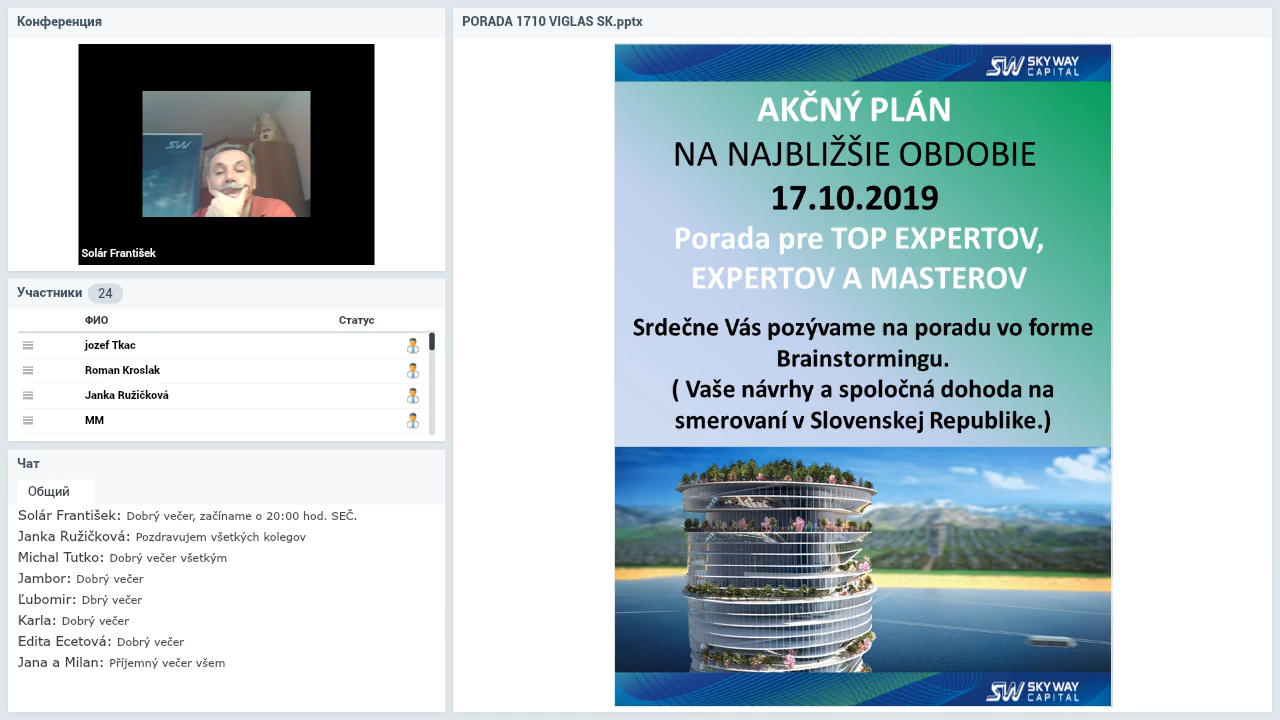 Конференция
Solár František
Участники 24
ФИО Статус
jozef Tkac
Roman Kroslak
Janka Ružičková
MM
Чат
Общий
Solár František: Dobrý večer, začíname o 20:00 hod. SEČ.
Janka Ružičková: Pozdravujem všetkých kolegov
Michal Tutko: Dobrý večer všetkým
Jambor: Dobrý večer
Ľubomír: Dbrý večer
Karla: Dobrý večer
Edita Ecetová: Dobrý večer
Jana a Milan: Příjemný večer všem
PORADA 1710 VIGLAS SK.pptx
SW SKY WAY
CAPITAL
AKČNÝ PLÁN
NA NAJBLIŽŠIE OBDOBIE
17.10.2019
Porada pre TOP EXPERTOV,
EXPERTOV A MASTEROV
Srdečne Vás pozývame na poradu vo forme
Brainstormingu.
( Vaše návrhy a spoločná dohoda na
smerovaní v Slovenskej Republike.)
SW SKY WAY
CAPITAL
SW